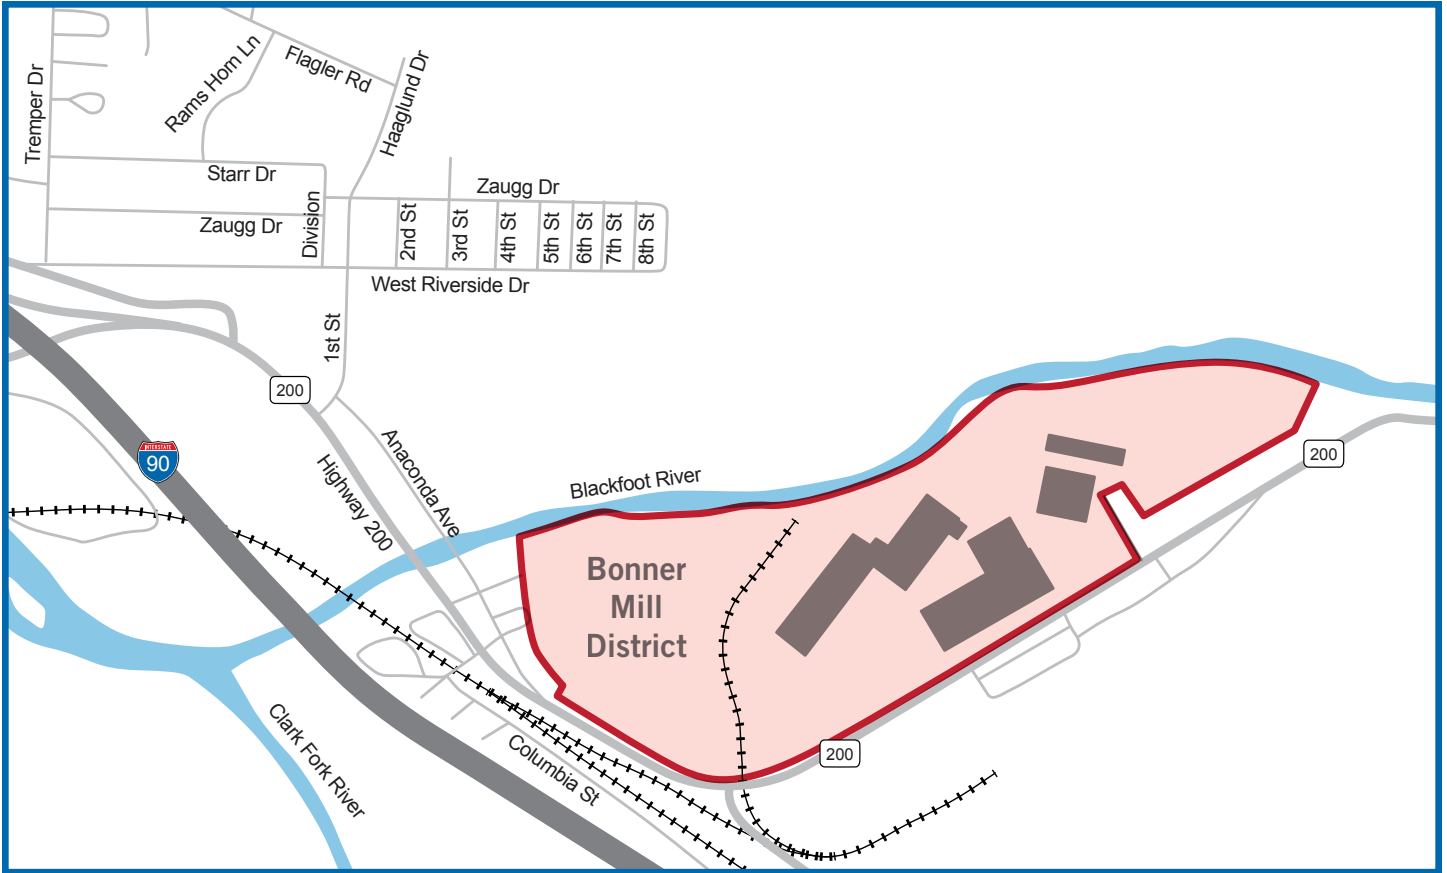 Tremper Dr
Rams Horn Ln
Flagler Rd
Haaglund Dr
Starr Dr
Zaugg Dr
Zaugg Dr
Division
2nd St
3rd St
4th St
5th St
6th St
7th St
8th St
West Riverside Dr
1st St
200
INTERSTATE
90
Highway 200
Anaconda Ave
Blackfoot River
200
Bonner
Mill
District
Clark Fork River
Columbia St
200